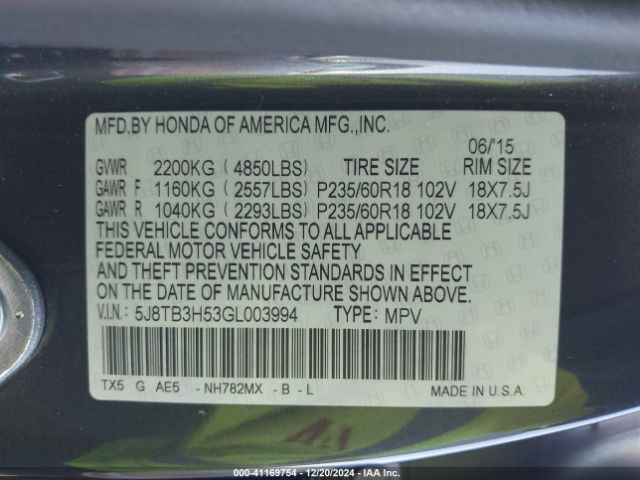 MFD.BY HONDA OF AMERICA MFG.,INC.
06/'15
GVWR 2200KG ( 4850LBS) TIRE SIZE RIM SIZE
GAWR F 1160KG ( 2557LBS) P235/60R18 102V 18X7.5J
GAWR R 1040KG ( 2293LBS) P235/60R18 102V 18X7.5J
THIS VEHICLE CONFORMS TO ALL APPLICABLE
FEDERAL MOTOR VEHICLE SAFETY
AND THEFT PREVENTION STANDARDS IN EFFECT
ON THE DATE OF MANUFACTURE SHOWN ABOVE.
V.I.N: 5J8TB3H53GL003994 TYPE: MPV
TX5 G AE5 -NH782MX -B -L
MADE IN U.S.A.
000-41169754 | 12/20/2024 | IAA Inc.